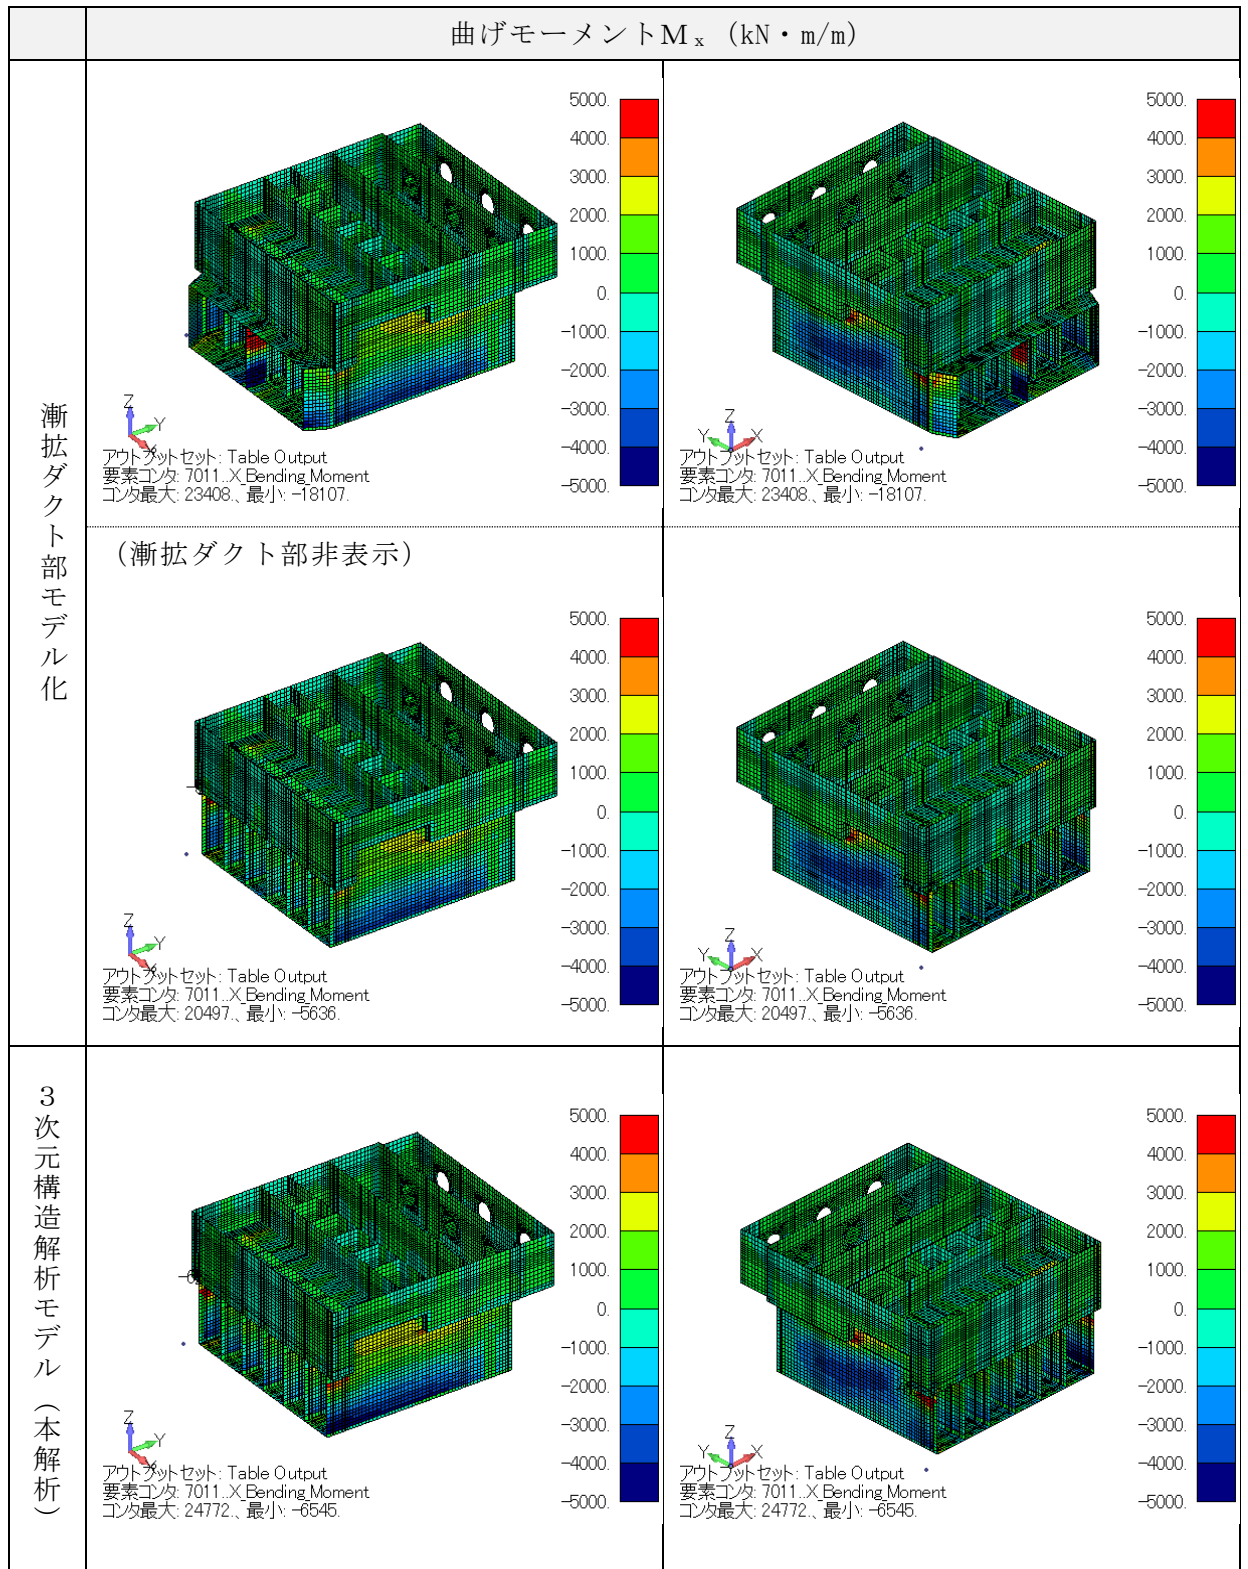 曲げモーメントMx (kN・m/m)
漸拡ダクト部モデル化
5000.
4000.
3000.
2000.
1000.
0.
-1000.
-2000.
-3000.
-4000.
-5000.
Z
Y
X
アウトプットセット: Table Output
要素コンタ: 7011..X Bending Moment
コンタ最大: 23408.、最小: -18107.
5000.
4000.
3000.
2000.
1000.
0.
-1000.
-2000.
-3000.
-4000.
-5000.
Z
Y
X
アウトプットセット: Table Output
要素コンタ: 7011..X Bending Moment
コンタ最大: 23408.、最小: -18107.
(漸拡ダクト部非表示)
5000.
4000.
3000.
2000.
1000.
0.
-1000.
-2000.
-3000.
-4000.
-5000.
Z
Y
X
アウトプットセット: Table Output
要素コンタ: 7011..X Bending Moment
コンタ最大: 20497.、最小: -5636.
5000.
4000.
3000.
2000.
1000.
0.
-1000.
-2000.
-3000.
-4000.
-5000.
Z
Y
X
アウトプットセット: Table Output
要素コンタ: 7011..X Bending Moment
コンタ最大: 20497.、最小: -5636.
3次元構造解析モデル(本解析)
5000.
4000.
3000.
2000.
1000.
0.
-1000.
-2000.
-3000.
-4000.
-5000.
Z
Y
X
アウトプットセット: Table Output
要素コンタ: 7011..X Bending Moment
コンタ最大: 24772.、最小: -6545.
5000.
4000.
3000.
2000.
1000.
0.
-1000.
-2000.
-3000.
-4000.
-5000.
Z
Y
X
アウトプットセット: Table Output
要素コンタ: 7011..X Bending Moment
コンタ最大: 24772.、最小: -6545.